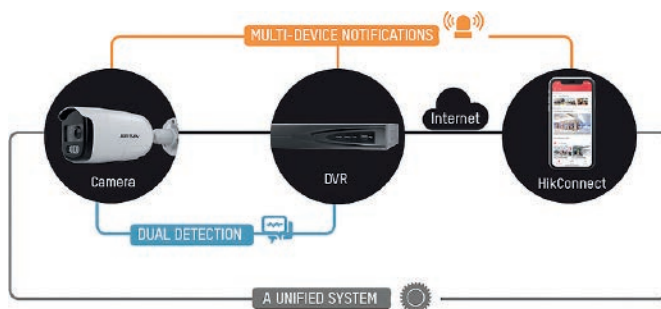 MULTI-DEVICE NOTIFICATIONS
Internet
Camera
DVR
HikConnect
DUAL DETECTION
A UNIFIED SYSTEM